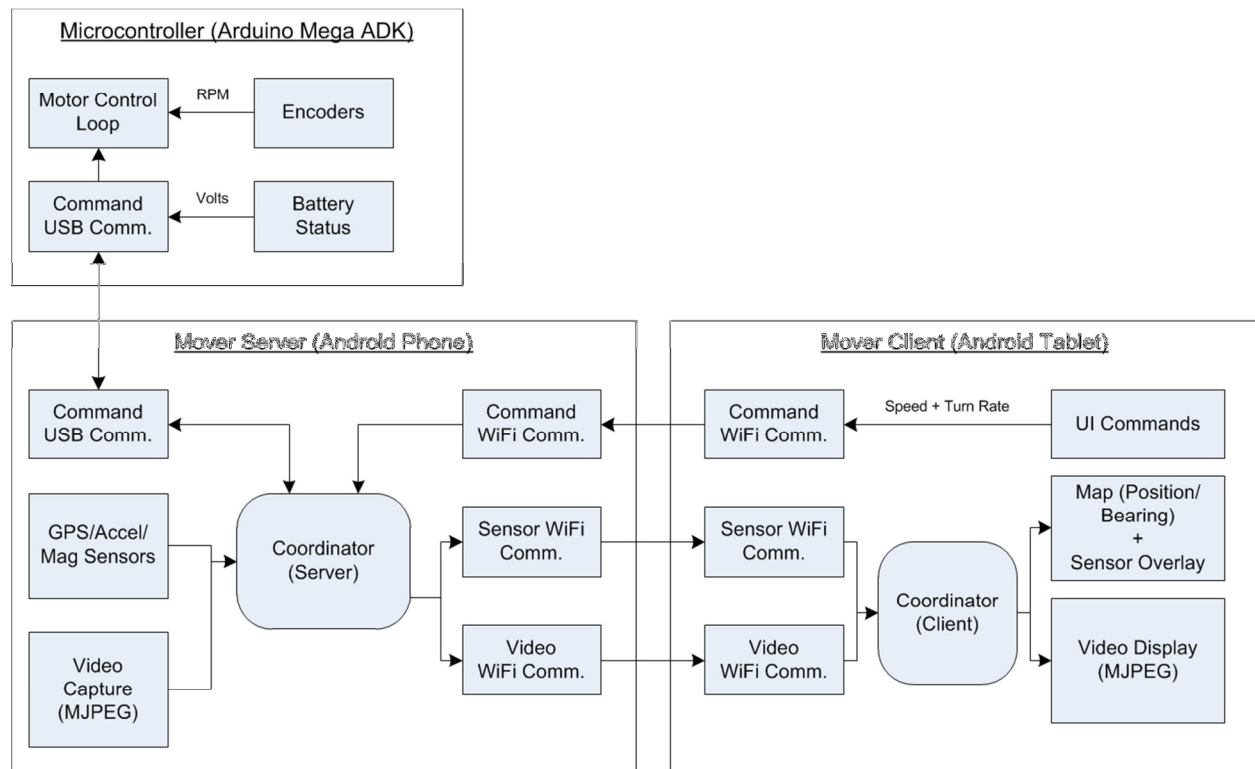 Microcontroller (Arduino Mega ADK)
Motor Control
Loop
RPM
Encoders
Command
USB Comm.
Volts
Battery
Status
Mover Server (Android Phone)
Command
USB Comm.
Command
WiFi Comm.
GPS/Accel/
Mag Sensors
Coordinator
(Server)
Sensor WiFi
Comm.
Video
Capture
(MJPEG)
Video
WiFi Comm.
Mover Client (Android Tablet)
Command
WiFi Comm.
Speed + Turn Rate
UI Commands
Sensor WiFi
Comm.
Coordinator
(Client)
Map (Position/
Bearing)
+
Sensor Overlay
Video
WiFi Comm.
Video Display
(MJPEG)